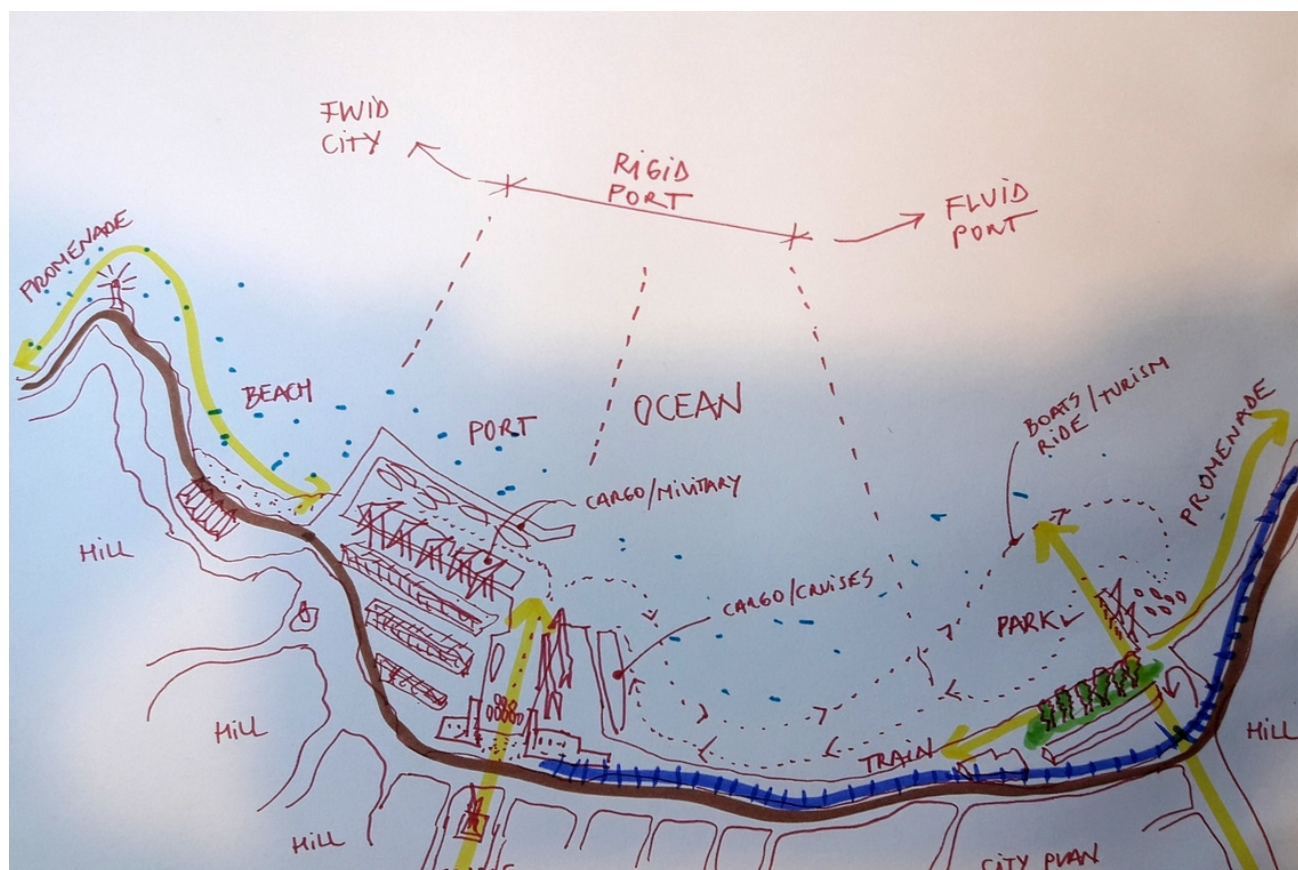 FLUID
CITY
RIGID
PORT
FLUID
PORT
PROMENADE
BEACH
PORT
OCEAN
BOATS/TURISM
RIDE
PROMENADE
CARGO/MILITARY
HILL
CARGO/CRUISES
PARK
HILL
TRAIN
HILL
HILL
CITY PLAN